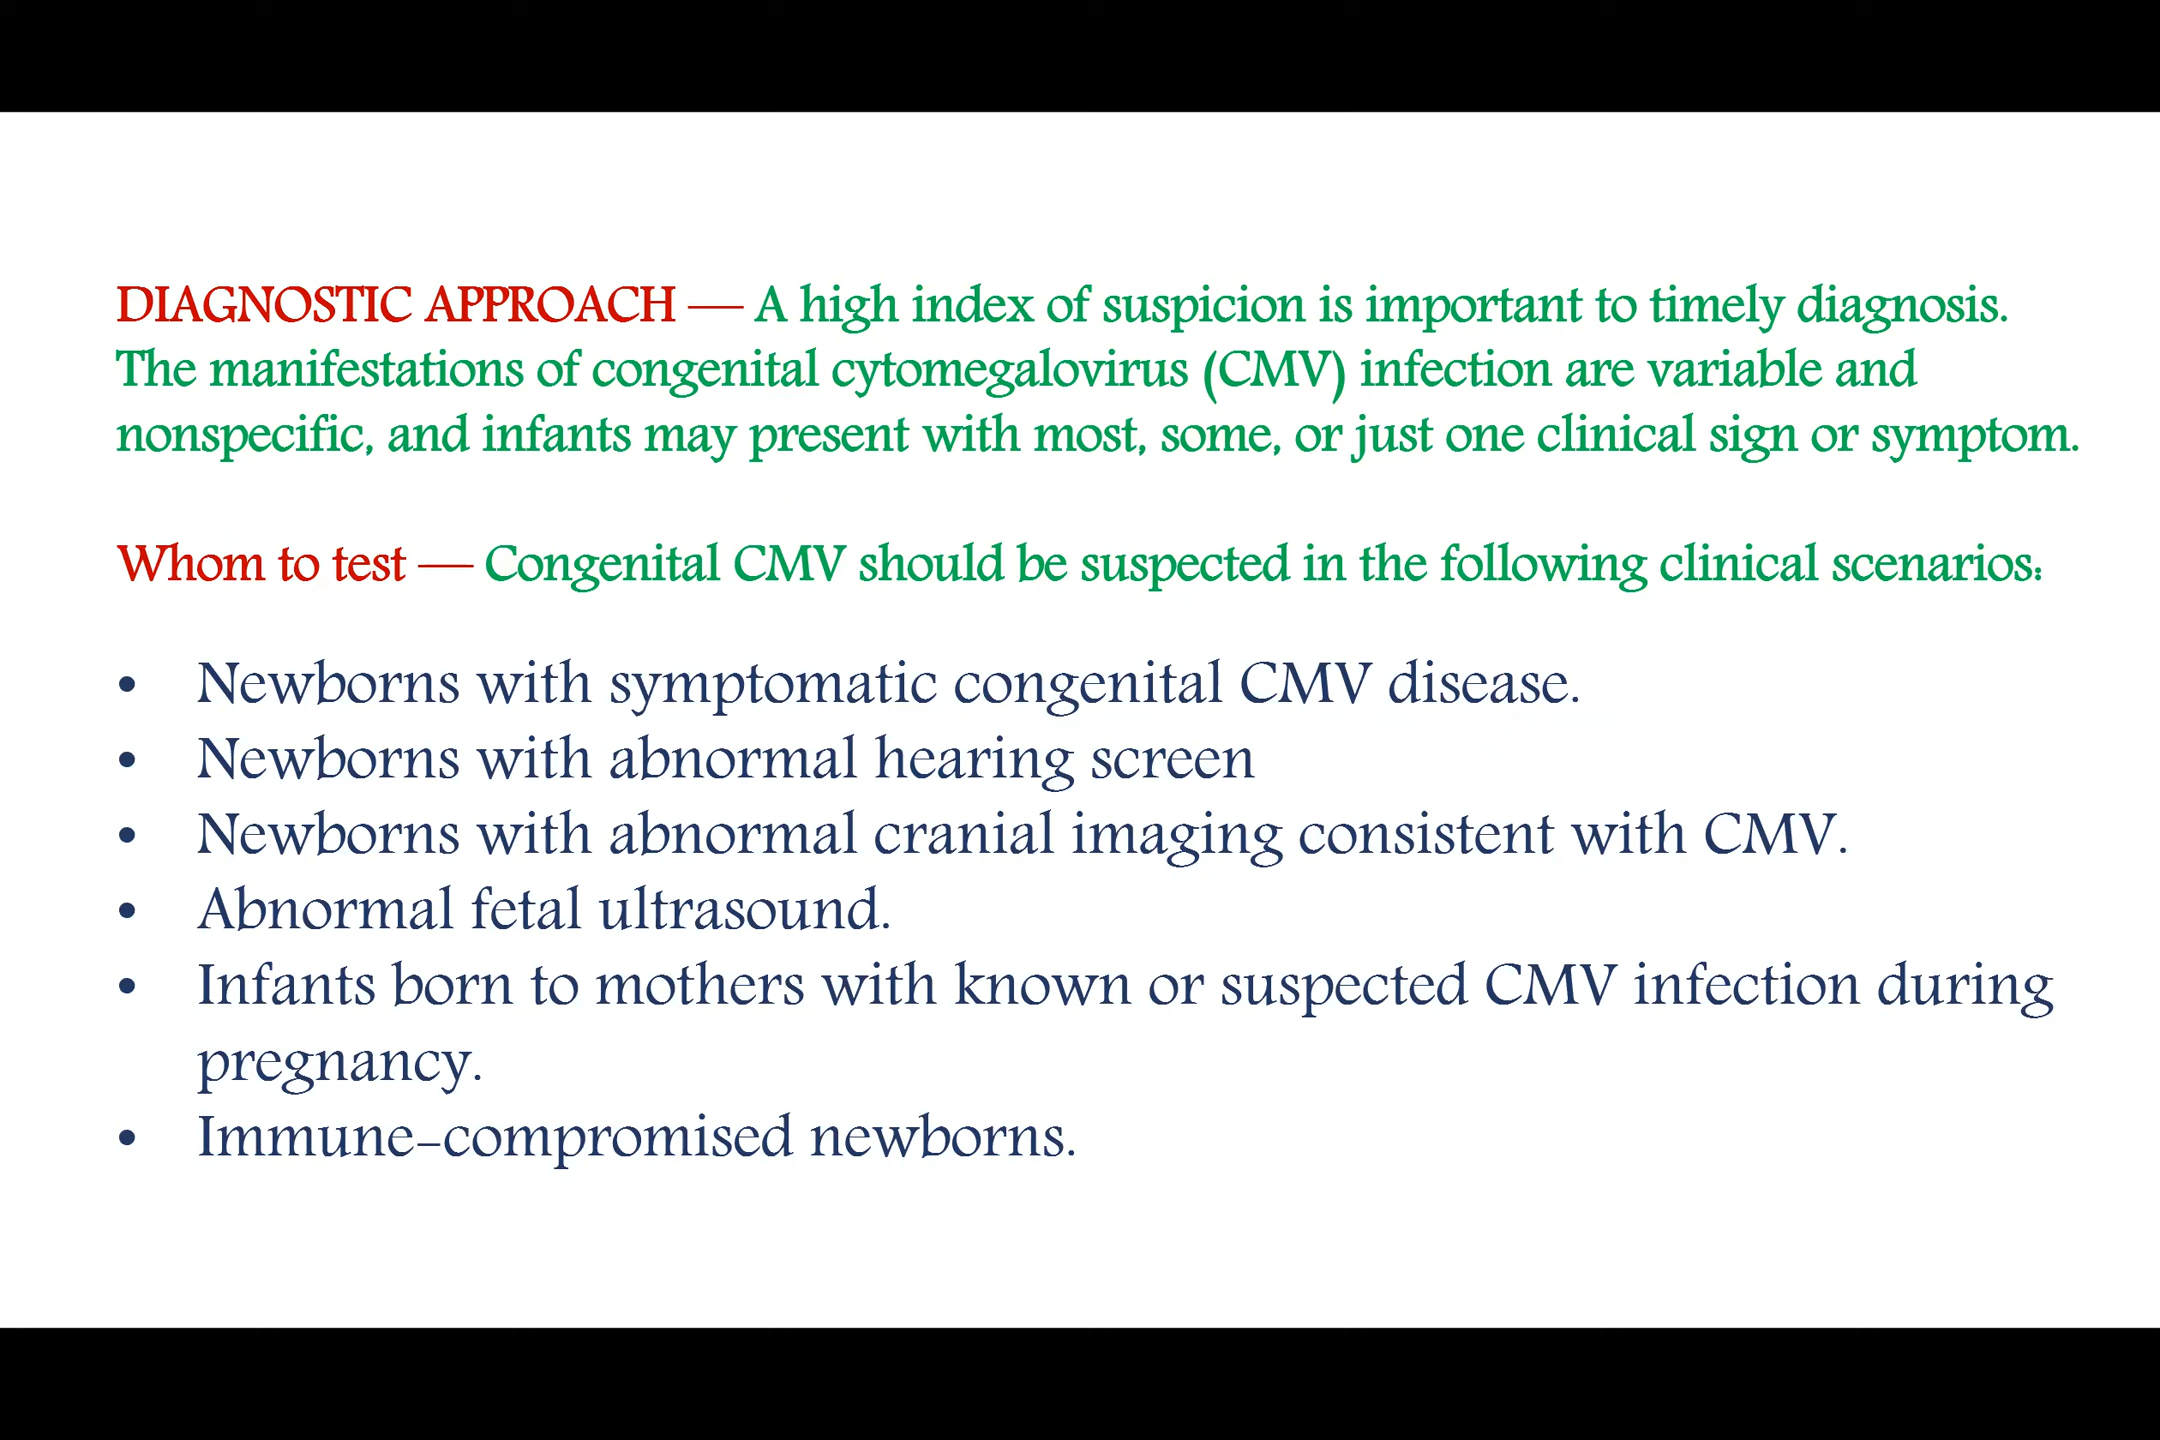 DIAGNOSTIC APPROACH — A high index of suspicion is important to timely diagnosis.
The manifestations of congenital cytomegalovirus (CMV) infection are variable and
nonspecific, and infants may present with most, some, or just one clinical sign or symptom.
Whom to test — Congenital CMV should be suspected in the following clinical scenarios:
• Newborns with symptomatic congenital CMV disease.
• Newborns with abnormal hearing screen
• Newborns with abnormal cranial imaging consistent with CMV.
• Abnormal fetal ultrasound.
• Infants born to mothers with known or suspected CMV infection during
pregnancy.
• Immune-compromised newborns.